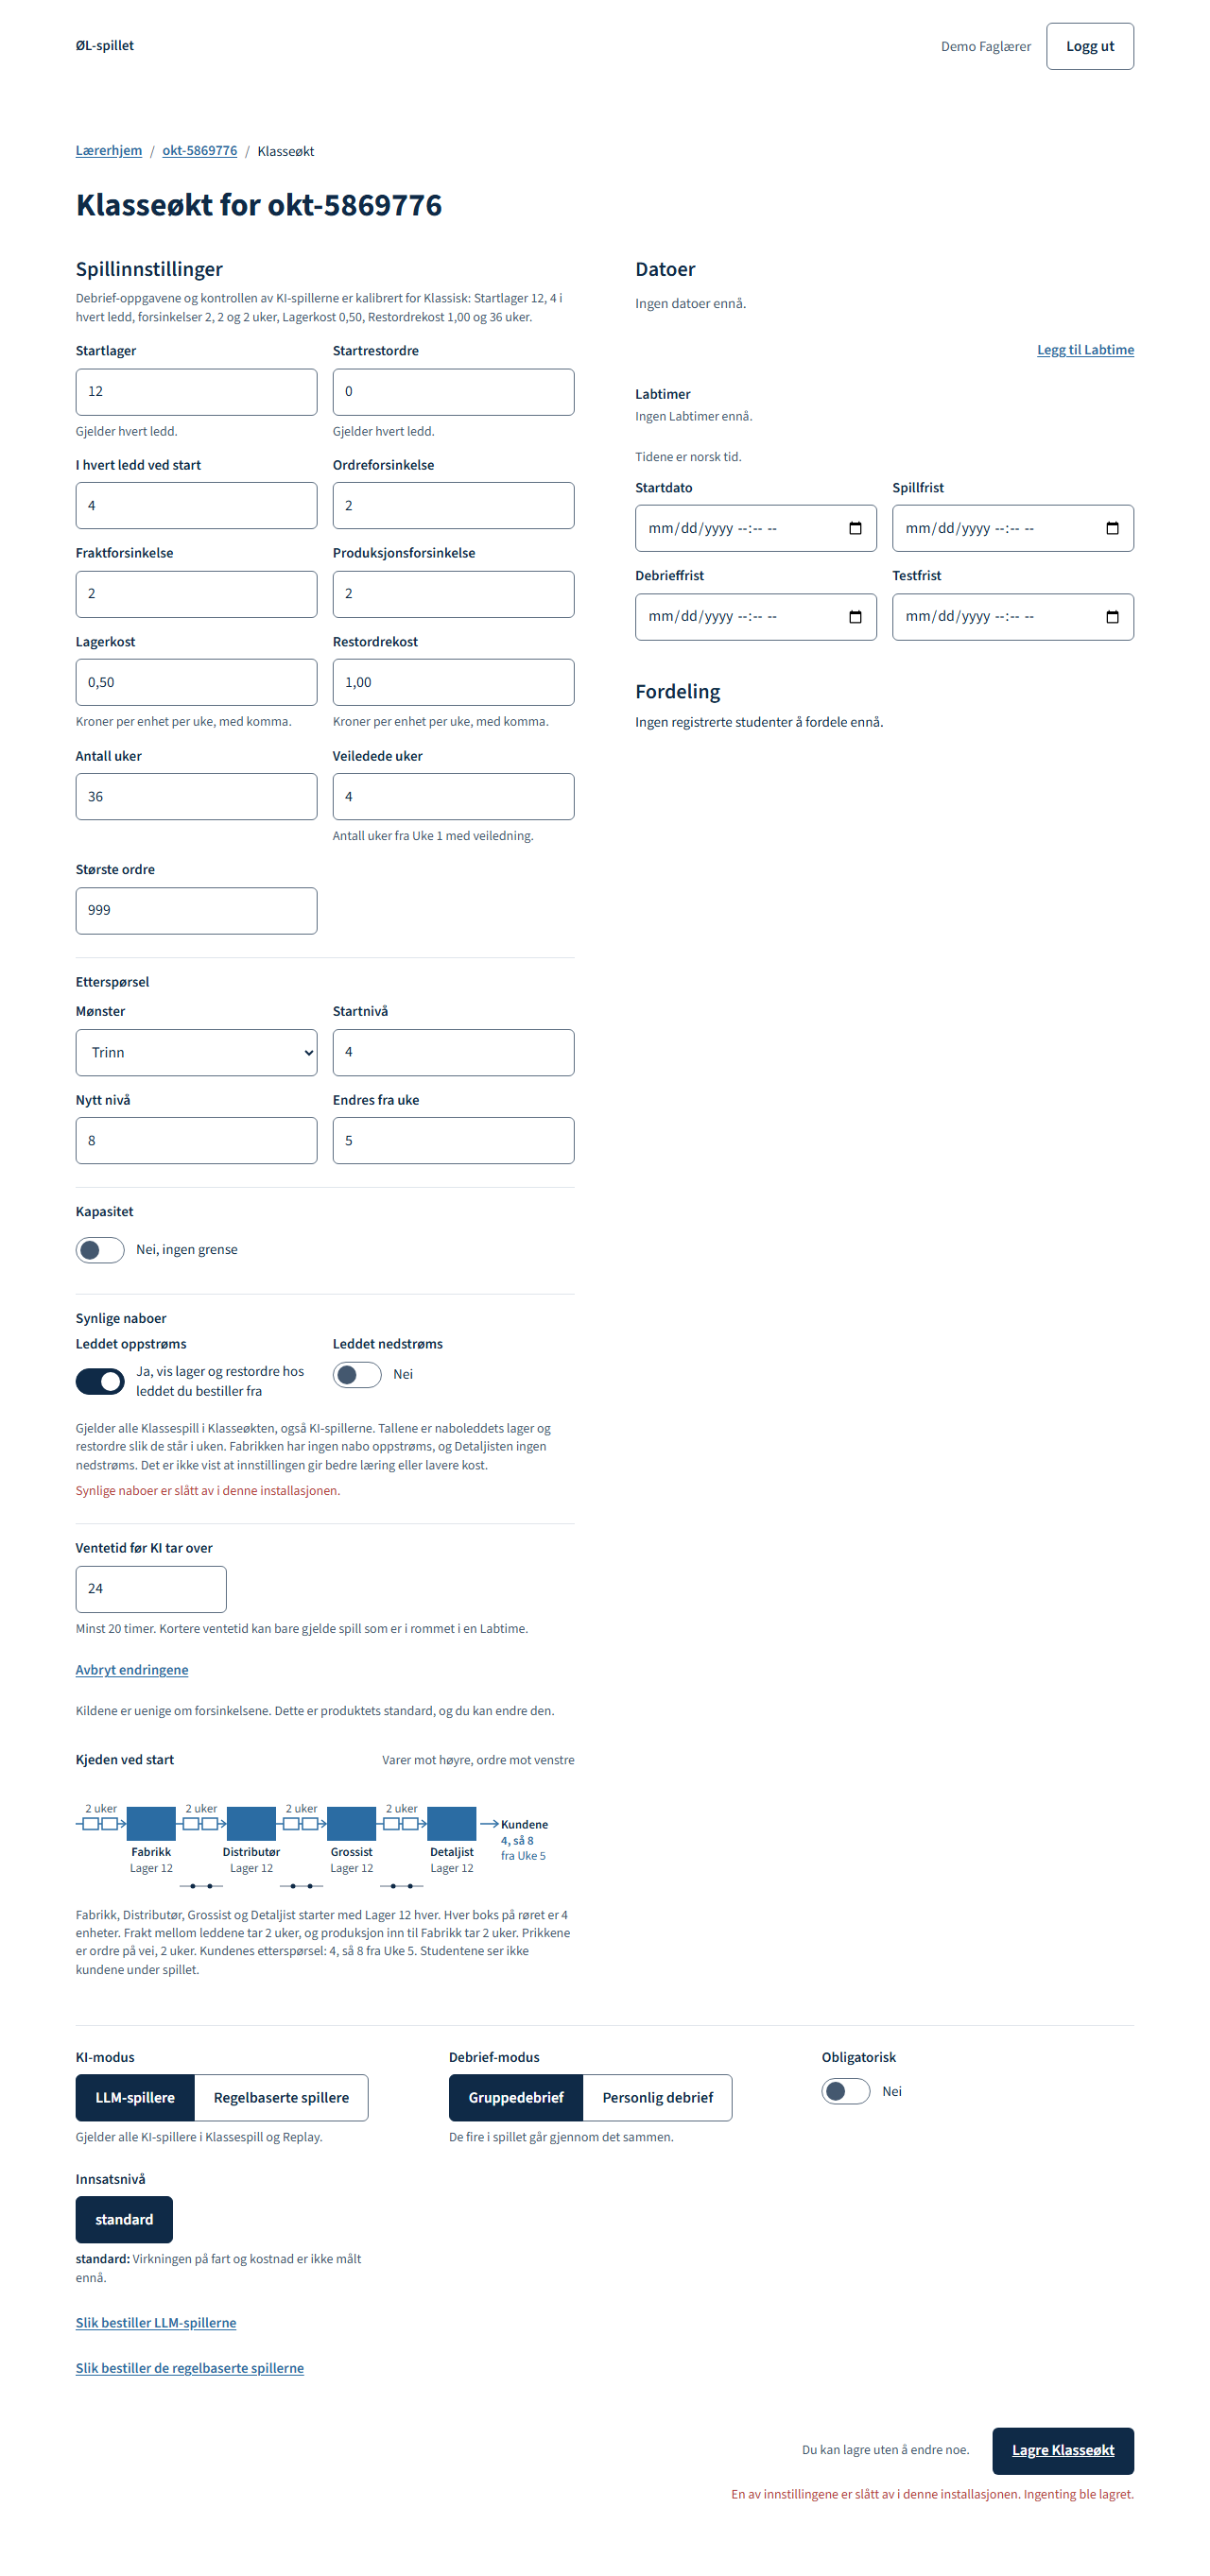 ØL-spillet
Demo Faglærer
Logg ut
Lærerhjem / okt-5869776 / Klasseøkt
Klasseøkt for okt-5869776
Spillinnstillinger
Debrief-oppgavene og kontrollen av KI-spillerne er kalibrert for Klassisk: Startlager 12, 4 i
hvert ledd, forsinkelser 2, 2 og 2 uker, Lagerkost 0,50, Restordrekost 1,00 og 36 uker.
Startlager
Startrestordre
12
0
Gjelder hvert ledd.
Gjelder hvert ledd.
I hvert ledd ved start
Ordreforsinkelse
4
2
Fraktforsinkelse
Produksjonsforsinkelse
2
2
Lagerkost
Restordrekost
0,50
1,00
Kroner per enhet per uke, med komma.
Kroner per enhet per uke, med komma.
Antall uker
Veiledede uker
36
4
Antall uker fra Uke 1 med veiledning.
Største ordre
999
Etterspørsel
Mønster
Startnivå
Trinn
4
Nytt nivå
Endres fra uke
8
5
Kapasitet
Nei, ingen grense
Synlige naboer
Leddet oppstrøms
Leddet nedstrøms
Ja, vis lager og restordre hos
leddet du bestiller fra
Nei
Gjelder alle Klassespill i Klasseøkten, også KI-spillerne. Tallene er naboleddets lager og
restordre slik de står i uken. Fabrikken har ingen nabo oppstrøms, og Detaljisten ingen
nedstrøms. Det er ikke vist at innstillingen gir bedre læring eller lavere kost.
Synlige naboer er slått av i denne installasjonen.
Ventetid før KI tar over
24
Minst 20 timer. Kortere ventetid kan bare gjelde spill som er i rommet i en Labtime.
Avbryt endringene
Kildene er uenige om forsinkelsene. Dette er produktets standard, og du kan endre den.
Kjeden ved start
Varer mot høyre, ordre mot venstre
2 uker
2 uker
2 uker
2 uker
Kundene
4, så 8
fra Uke 5
Fabrikk
Distributør
Grossist
Detaljist
Lager 12
Lager 12
Lager 12
Lager 12
Fabrikk, Distributør, Grossist og Detaljist starter med Lager 12 hver. Hver boks på røret er 4
enheter. Frakt mellom leddene tar 2 uker, og produksjon inn til Fabrikk tar 2 uker. Prikkene
er ordre på vei, 2 uker. Kundenes etterspørsel: 4, så 8 fra Uke 5. Studentene ser ikke
kundene under spillet.
Datoer
Ingen datoer ennå.
Legg til Labtime
Labtimer
Ingen Labtimer ennå.
Tidene er norsk tid.
Startdato
Spillfrist
mm/dd/yyyy --:-- --
mm/dd/yyyy --:-- --
Debrieffrist
Testfrist
mm/dd/yyyy --:-- --
mm/dd/yyyy --:-- --
Fordeling
Ingen registrerte studenter å fordele ennå.
KI-modus
LLM-spillere
Regelbaserte spillere
Gjelder alle KI-spillere i Klassespill og Replay.
Debrief-modus
Gruppedebrief
Personlig debrief
De fire i spillet går gjennom det sammen.
Obligatorisk
Nei
Innsatsnivå
standard
standard: Virkningen på fart og kostnad er ikke målt
ennå.
Slik bestiller LLM-spillerne
Slik bestiller de regelbaserte spillerne
Du kan lagre uten å endre noe.
Lagre Klasseøkt
En av innstillingene er slått av i denne installasjonen. Ingenting ble lagret.